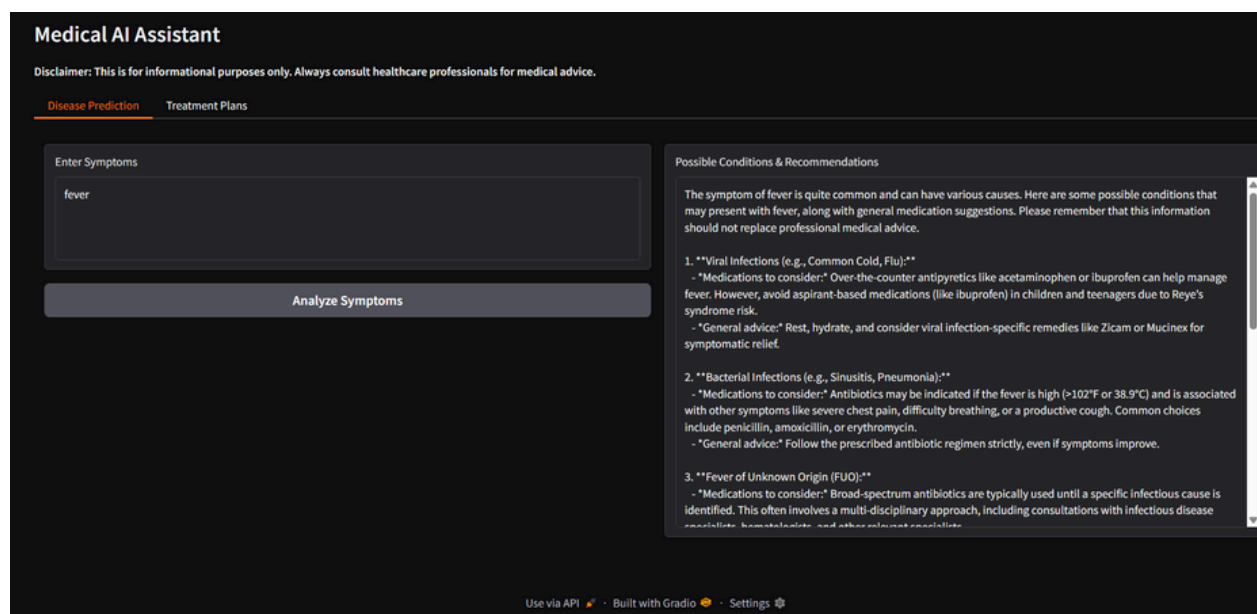 Medical AI Assistant
Disclaimer: This is for informational purposes only. Always consult healthcare professionals for medical advice.
Disease Prediction
Treatment Plans
Enter Symptoms
fever
Analyze Symptoms
Possible Conditions & Recommendations
The symptom of fever is quite common and can have various causes. Here are some possible conditions that
may present with fever, along with general medication suggestions. Please remember that this information
should not replace professional medical advice.
1. **Viral Infections (e.g., Common Cold, Flu):**
- *Medications to consider:* Over-the-counter antipyretics like acetaminophen or ibuprofen can help manage
fever. However, avoid aspirant-based medications (like ibuprofen) in children and teenagers due to Reye's
syndrome risk.
- *General advice:* Rest, hydrate, and consider viral infection-specific remedies like Zicam or Mucinex for
symptomatic relief.
2. **Bacterial Infections (e.g., Sinusitis, Pneumonia):**
- *Medications to consider:* Antibiotics may be indicated if the fever is high (>102°F or 38.9°C) and is associated
with other symptoms like severe chest pain, difficulty breathing, or a productive cough. Common choices
include penicillin, amoxicillin, or erythromycin.
- *General advice:* Follow the prescribed antibiotic regimen strictly, even if symptoms improve.
3. **Fever of Unknown Origin (FUO):**
- *Medications to consider:* Broad-spectrum antibiotics are typically used until a specific infectious cause is
identified. This often involves a multi-disciplinary approach, including consultations with infectious disease
specialists, hematologists, and other relevant specialists.
Use via API · Built with Gradio · Settings